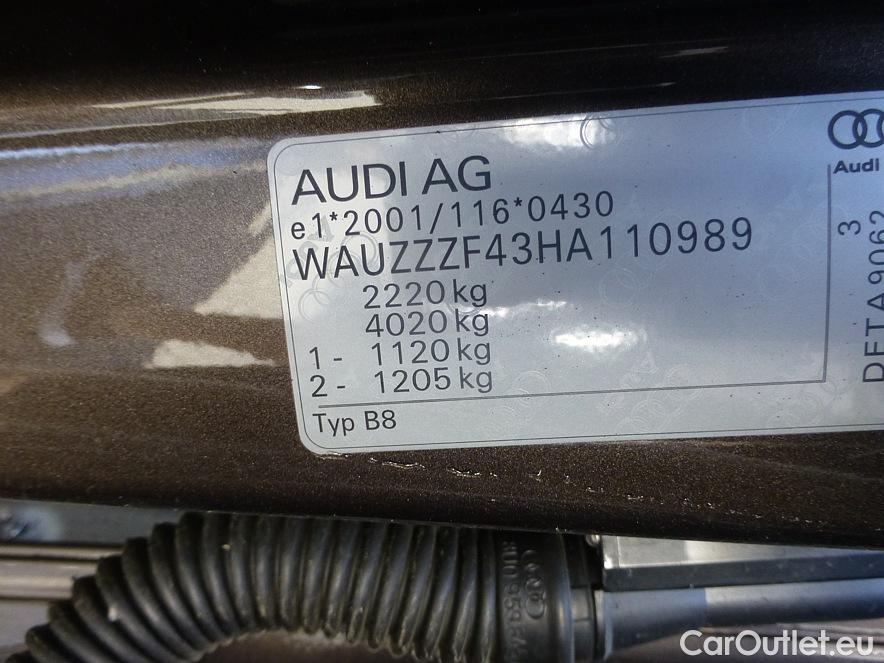 AUDI AG
e1*2001/116*0430
WAUZZZF43HA110989
2220 kg
4020 kg
1 - 1120 kg
2 - 1205 kg
Typ B8
Audi
3
CarOutlet.eu